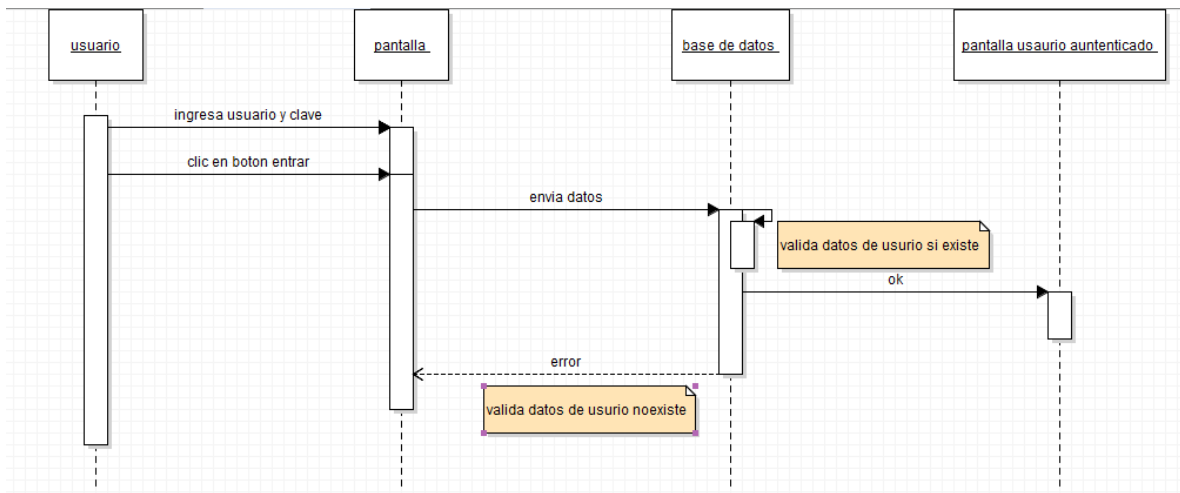 usuario
pantalla
base de datos
pantalla usaurio auntenticado
ingresa usuario y clave
clic en boton entrar
envia datos
valida datos de usurio si existe
ok
error
valida datos de usurio noexiste